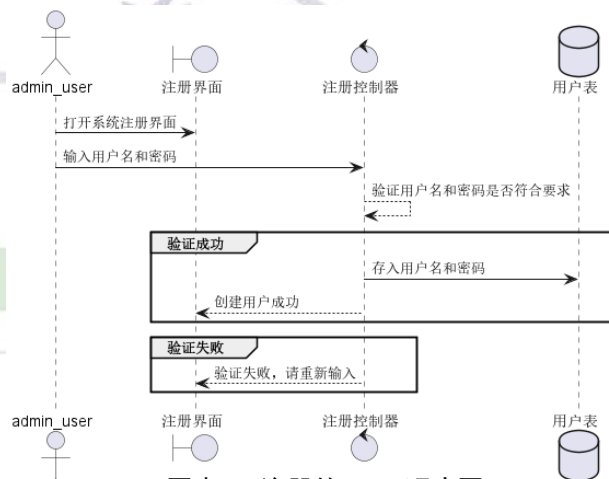 admin_user 注册界面 注册控制器 用户表
打开系统注册界面
输入用户名和密码
验证用户名和密码是否符合要求
验证成功
存入用户名和密码
创建用户成功
验证失败
验证失败，请重新输入
admin_user 注册界面 注册控制器 用户表